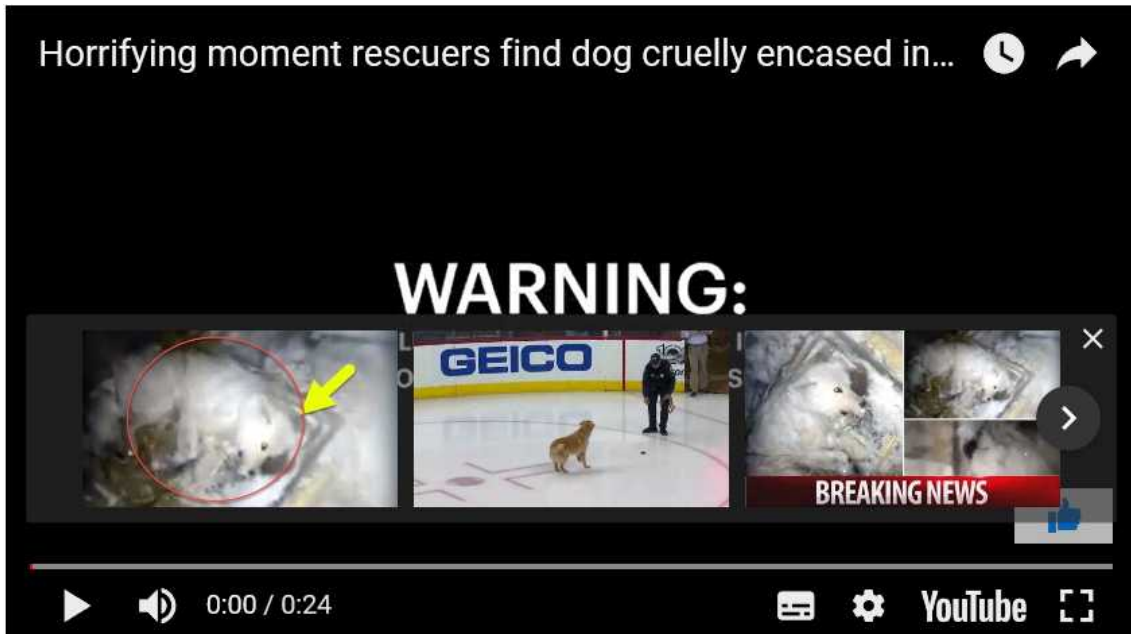 Horrifying moment rescuers find dog cruelly encased in...
WARNING:
GEICO
BREAKING NEWS
0:00 / 0:24
YouTube